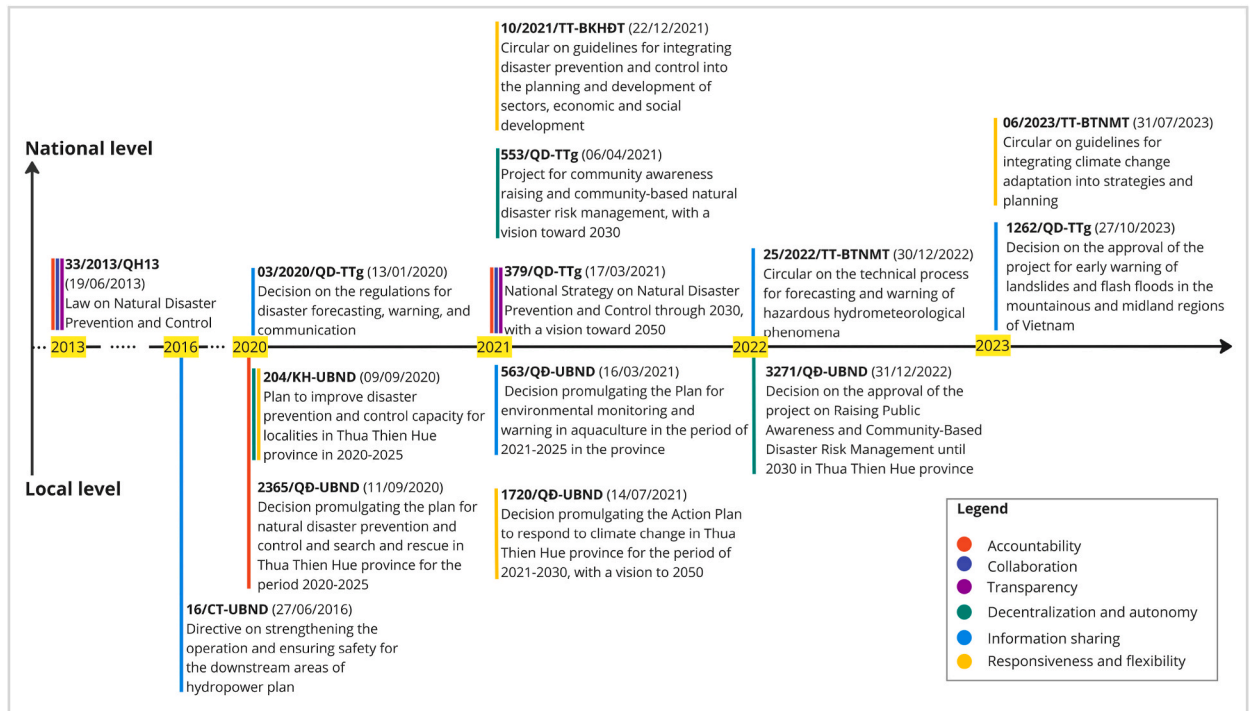 10/2021/TT-BKHĐT (22/12/2021)
Circular on guidelines for integrating
disaster prevention and control into
the planning and development of
sectors, economic and social
development
06/2023/TT-BTNMT (31/07/2023)
Circular on guidelines for
integrating climate change
adaptation into strategies and
planning
National level
553/QD-TTg (06/04/2021)
Project for community awareness
raising and community-based natural
disaster risk management, with a
vision toward 2030
1262/QD-TTg (27/10/2023)
Decision on the approval of the
project for early warning of
landslides and flash floods in the
mountainous and midland regions
of Vietnam
33/2013/QH13
(19/06/2013)
Law on Natural Disaster
Prevention and Control
03/2020/QD-TTg (13/01/2020)
Decision on the regulations for
disaster forecasting, warning, and
communication
379/QD-TTg (17/03/2021)
National Strategy on Natural Disaster
Prevention and Control through 2030,
with a vision toward 2050
25/2022/TT-BTNMT (30/12/2022)
Circular on the technical process
for forecasting and warning of
hazardous hydrometeorological
phenomena
... 2013 ..... 2016 .... 2020 2021 2022 2023
204/KH-UBND (09/09/2020)
Plan to improve disaster
prevention and control capacity for
localities in Thua Thien Hue
province in 2020-2025
563/QĐ-UBND (16/03/2021)
Decision promulgating the Plan for
environmental monitoring and
warning in aquaculture in the period of
2021-2025 in the province
3271/QĐ-UBND (31/12/2022)
Decision on the approval of the
project on Raising Public
Awareness and Community-Based
Disaster Risk Management until
2030 in Thua Thien Hue province
Local level
2365/QĐ-UBND (11/09/2020)
Decision promulgating the plan for
natural disaster prevention and
control and search and rescue in
Thua Thien Hue province for the
period 2020-2025
1720/QĐ-UBND (14/07/2021)
Decision promulgating the Action Plan
to respond to climate change in Thua
Thien Hue province for the period of
2021-2030, with a vision to 2050
16/CT-UBND (27/06/2016)
Directive on strengthening the
operation and ensuring safety for
the downstream areas of
hydropower plan
Legend
Accountability
Collaboration
Transparency
Decentralization and autonomy
Information sharing
Responsiveness and flexibility